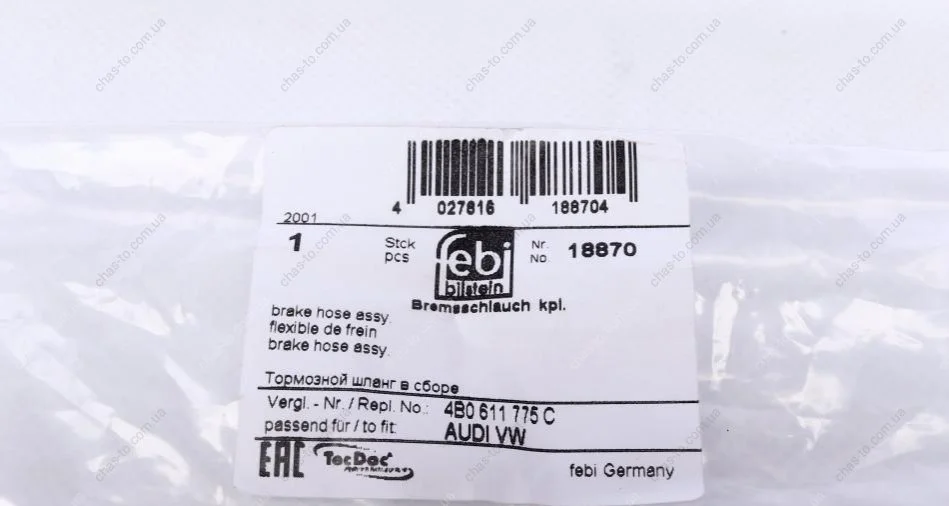 4 027816 188704
2001
1 Stck pcs febi bilstein Nr. No. 18870
Bremsschlauch kpl.
brake hose assy.
flexible de frein
brake hose assy.
Тормозной шланг в сборе
Vergl. - Nr. / Repl. No.: 4B0 611 775 C
passend für / to fit: AUDI VW
EAC TecDoc febi Germany
chas-to.com.ua